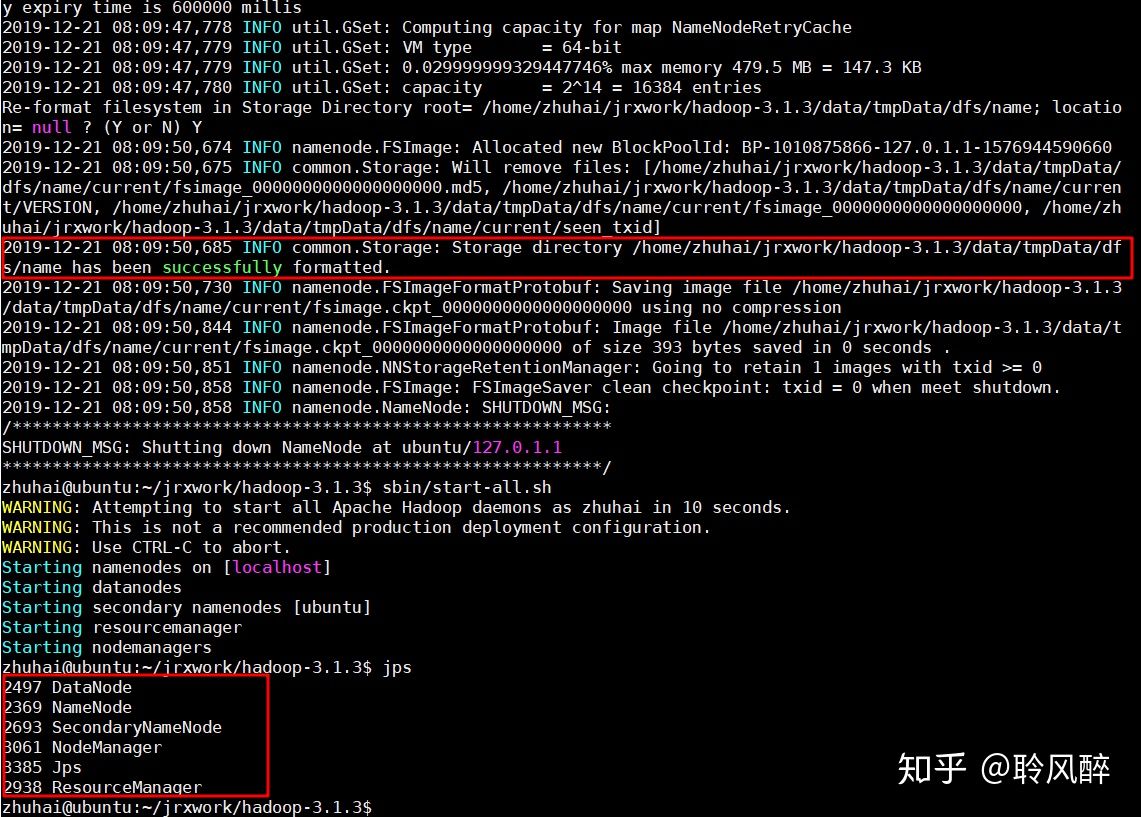 y expiry time is 600000 millis
2019-12-21 08:09:47,778 INFO util.GSet: Computing capacity for map NameNodeRetryCache
2019-12-21 08:09:47,779 INFO util.GSet: VM type       = 64-bit
2019-12-21 08:09:47,779 INFO util.GSet: 0.029999999329447746% max memory 479.5 MB = 147.3 KB
2019-12-21 08:09:47,780 INFO util.GSet: capacity      = 2^14 = 16384 entries
Re-format filesystem in Storage Directory root= /home/zhuhai/jrxwork/hadoop-3.1.3/data/tmpData/dfs/name; locatio
n= null ? (Y or N) Y
2019-12-21 08:09:50,674 INFO namenode.FSImage: Allocated new BlockPoolId: BP-1010875866-127.0.1.1-1576944590660
2019-12-21 08:09:50,675 INFO common.Storage: Will remove files: [/home/zhuhai/jrxwork/hadoop-3.1.3/data/tmpData/
dfs/name/current/fsimage_0000000000000000000.md5, /home/zhuhai/jrxwork/hadoop-3.1.3/data/tmpData/dfs/name/curren
t/VERSION, /home/zhuhai/jrxwork/hadoop-3.1.3/data/tmpData/dfs/name/current/fsimage_0000000000000000000, /home/zh
uhai/jrxwork/hadoop-3.1.3/data/tmpData/dfs/name/current/seen_txid]
2019-12-21 08:09:50,685 INFO common.Storage: Storage directory /home/zhuhai/jrxwork/hadoop-3.1.3/data/tmpData/df
s/name has been successfully formatted.
2019-12-21 08:09:50,730 INFO namenode.FSImageFormatProtobuf: Saving image file /home/zhuhai/jrxwork/hadoop-3.1.3
/data/tmpData/dfs/name/current/fsimage.ckpt_0000000000000000000 using no compression
2019-12-21 08:09:50,844 INFO namenode.FSImageFormatProtobuf: Image file /home/zhuhai/jrxwork/hadoop-3.1.3/data/t
mpData/dfs/name/current/fsimage.ckpt_0000000000000000000 of size 393 bytes saved in 0 seconds .
2019-12-21 08:09:50,851 INFO namenode.NNStorageRetentionManager: Going to retain 1 images with txid >= 0
2019-12-21 08:09:50,858 INFO namenode.FSImage: FSImageSaver clean checkpoint: txid = 0 when meet shutdown.
2019-12-21 08:09:50,858 INFO namenode.NameNode: SHUTDOWN_MSG:
/************************************************************
SHUTDOWN_MSG: Shutting down NameNode at ubuntu/127.0.1.1
************************************************************/
zhuhai@ubuntu:~/jrxwork/hadoop-3.1.3$ sbin/start-all.sh
WARNING: Attempting to start all Apache Hadoop daemons as zhuhai in 10 seconds.
WARNING: This is not a recommended production deployment configuration.
WARNING: Use CTRL-C to abort.
Starting namenodes on [localhost]
Starting datanodes
Starting secondary namenodes [ubuntu]
Starting resourcemanager
Starting nodemanagers
zhuhai@ubuntu:~/jrxwork/hadoop-3.1.3$ jps
2497 DataNode
2369 NameNode
2693 SecondaryNameNode
3061 NodeManager
3385 Jps
2938 ResourceManager
zhuhai@ubuntu:~/jrxwork/hadoop-3.1.3$
知乎 @聆风醉